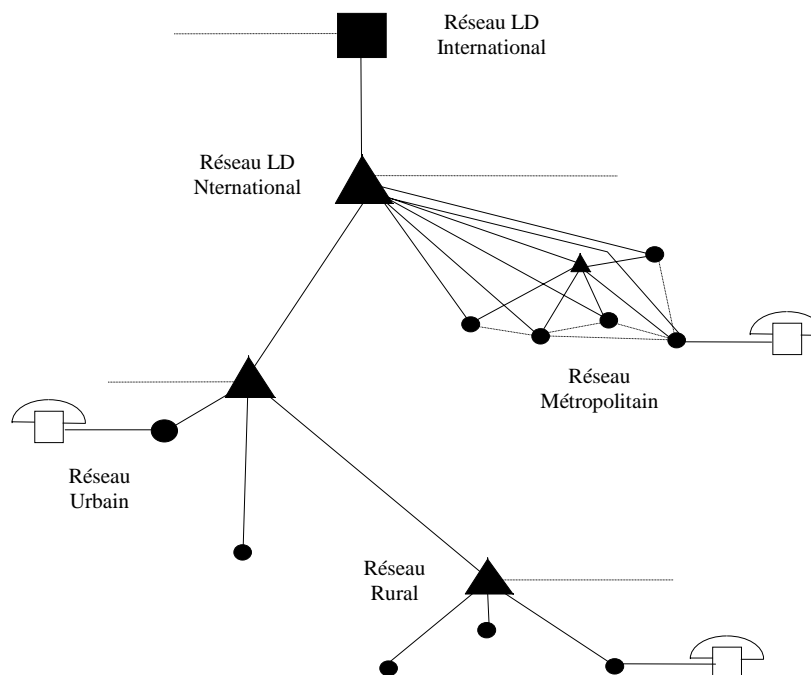 Réseau LD
International
Réseau LD
Nternational
Réseau
Métropolitain
Réseau
Urbain
Réseau
Rural